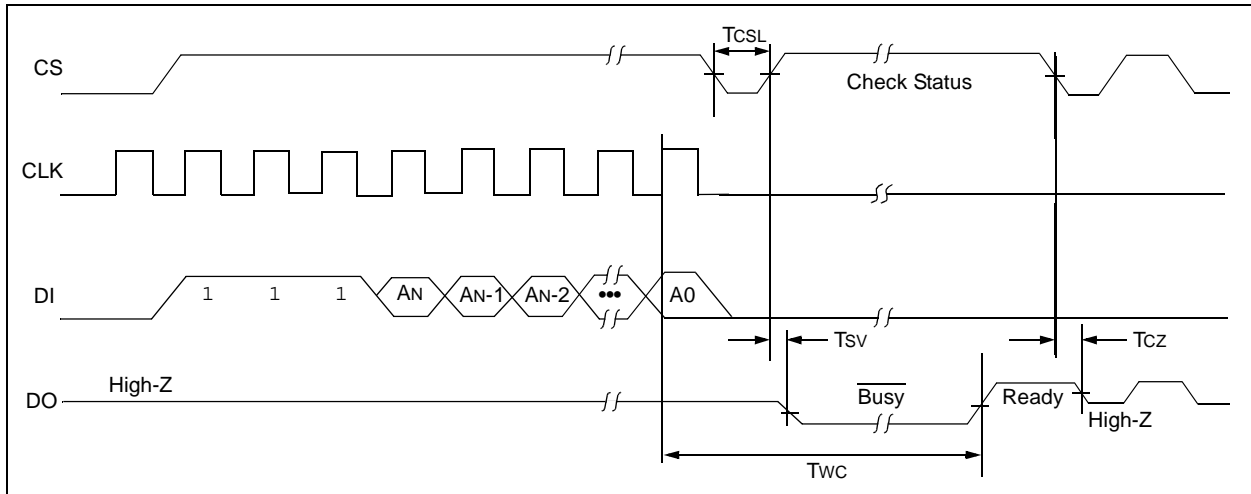 TCSL
CS
Check Status
CLK
DI
1 1 1 AN AN-1 AN-2 ••• A0
TSV
TCZ
High-Z
DO
Busy
Ready
High-Z
TWC